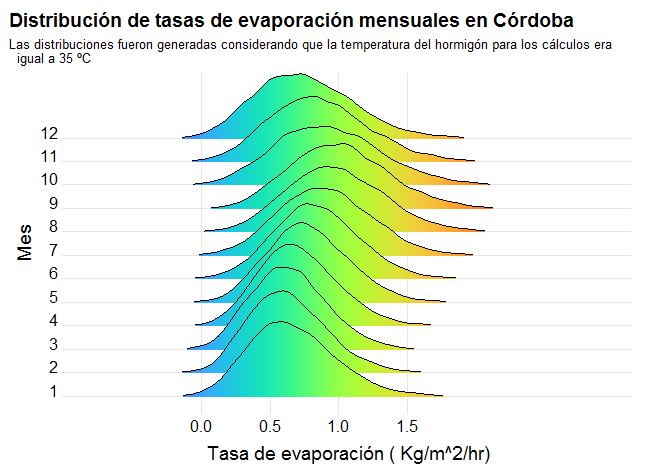 Distribución de tasas de evaporación mensuales en Córdoba
Las distribuciones fueron generadas considerando que la temperatura del hormigón para los cálculos era
igual a 35 ºC
Mes
12
11
10
9
8
7
6
5
4
3
2
1
0.0 0.5 1.0 1.5
Tasa de evaporación ( Kg/m^2/hr)